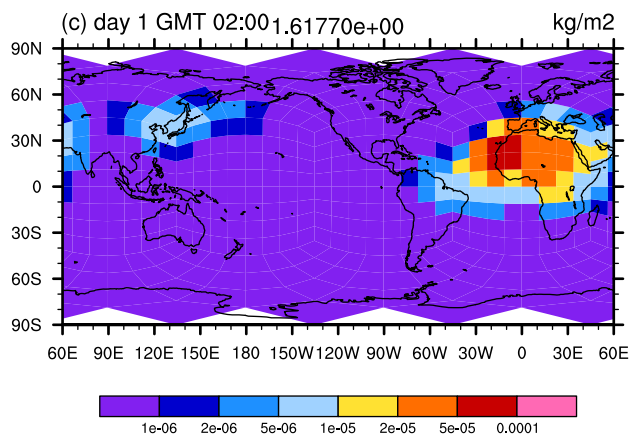 (c) day 1 GMT 02:00 1.61770e+00 kg/m2
90N
60N
30N
0
30S
60S
90S
60E 90E 120E 150E 180 150W 120W 90W 60W 30W 0 30E 60E
1e-06 2e-06 5e-06 1e-05 2e-05 5e-05 0.0001